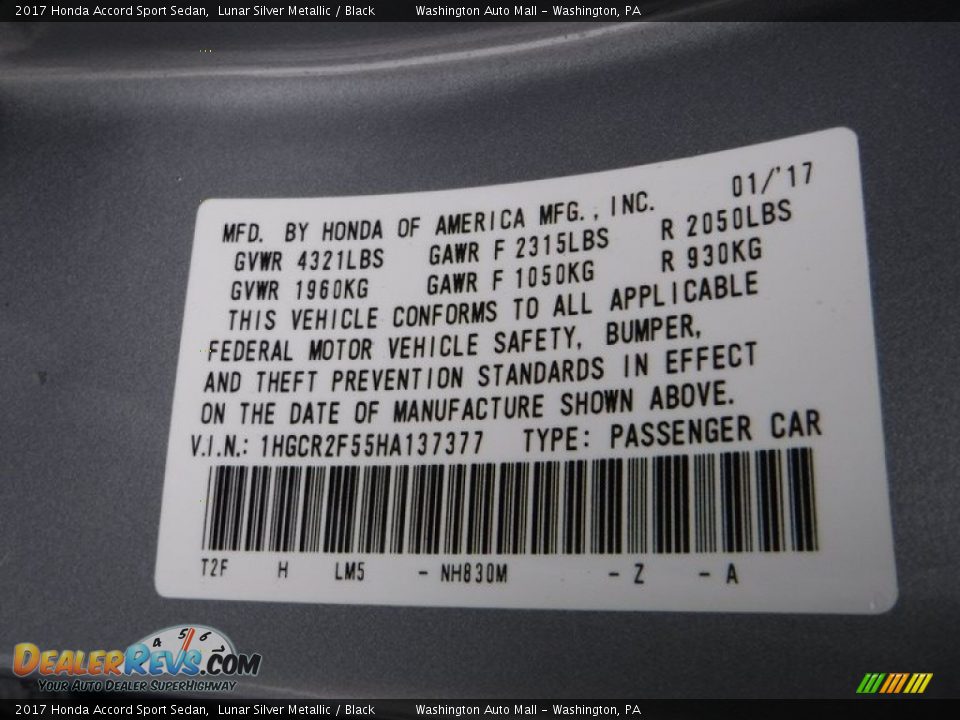 2017 Honda Accord Sport Sedan, Lunar Silver Metallic / Black Washington Auto Mall - Washington, PA
MFD. BY HONDA OF AMERICA MFG., INC. 01/'17
GVWR 4321LBS GAWR F 2315LBS R 2050LBS
GVWR 1960KG GAWR F 1050KG R 930KG
THIS VEHICLE CONFORMS TO ALL APPLICABLE
FEDERAL MOTOR VEHICLE SAFETY, BUMPER,
AND THEFT PREVENTION STANDARDS IN EFFECT
ON THE DATE OF MANUFACTURE SHOWN ABOVE.
V.I.N.: 1HGCR2F55HA137377 TYPE: PASSENGER CAR
T2F H LM5 - NH830M - Z - A
4 5 6 7
DEALERREVS.COM
YOUR AUTO DEALER SUPERHIGHWAY
2017 Honda Accord Sport Sedan, Lunar Silver Metallic / Black Washington Auto Mall - Washington, PA